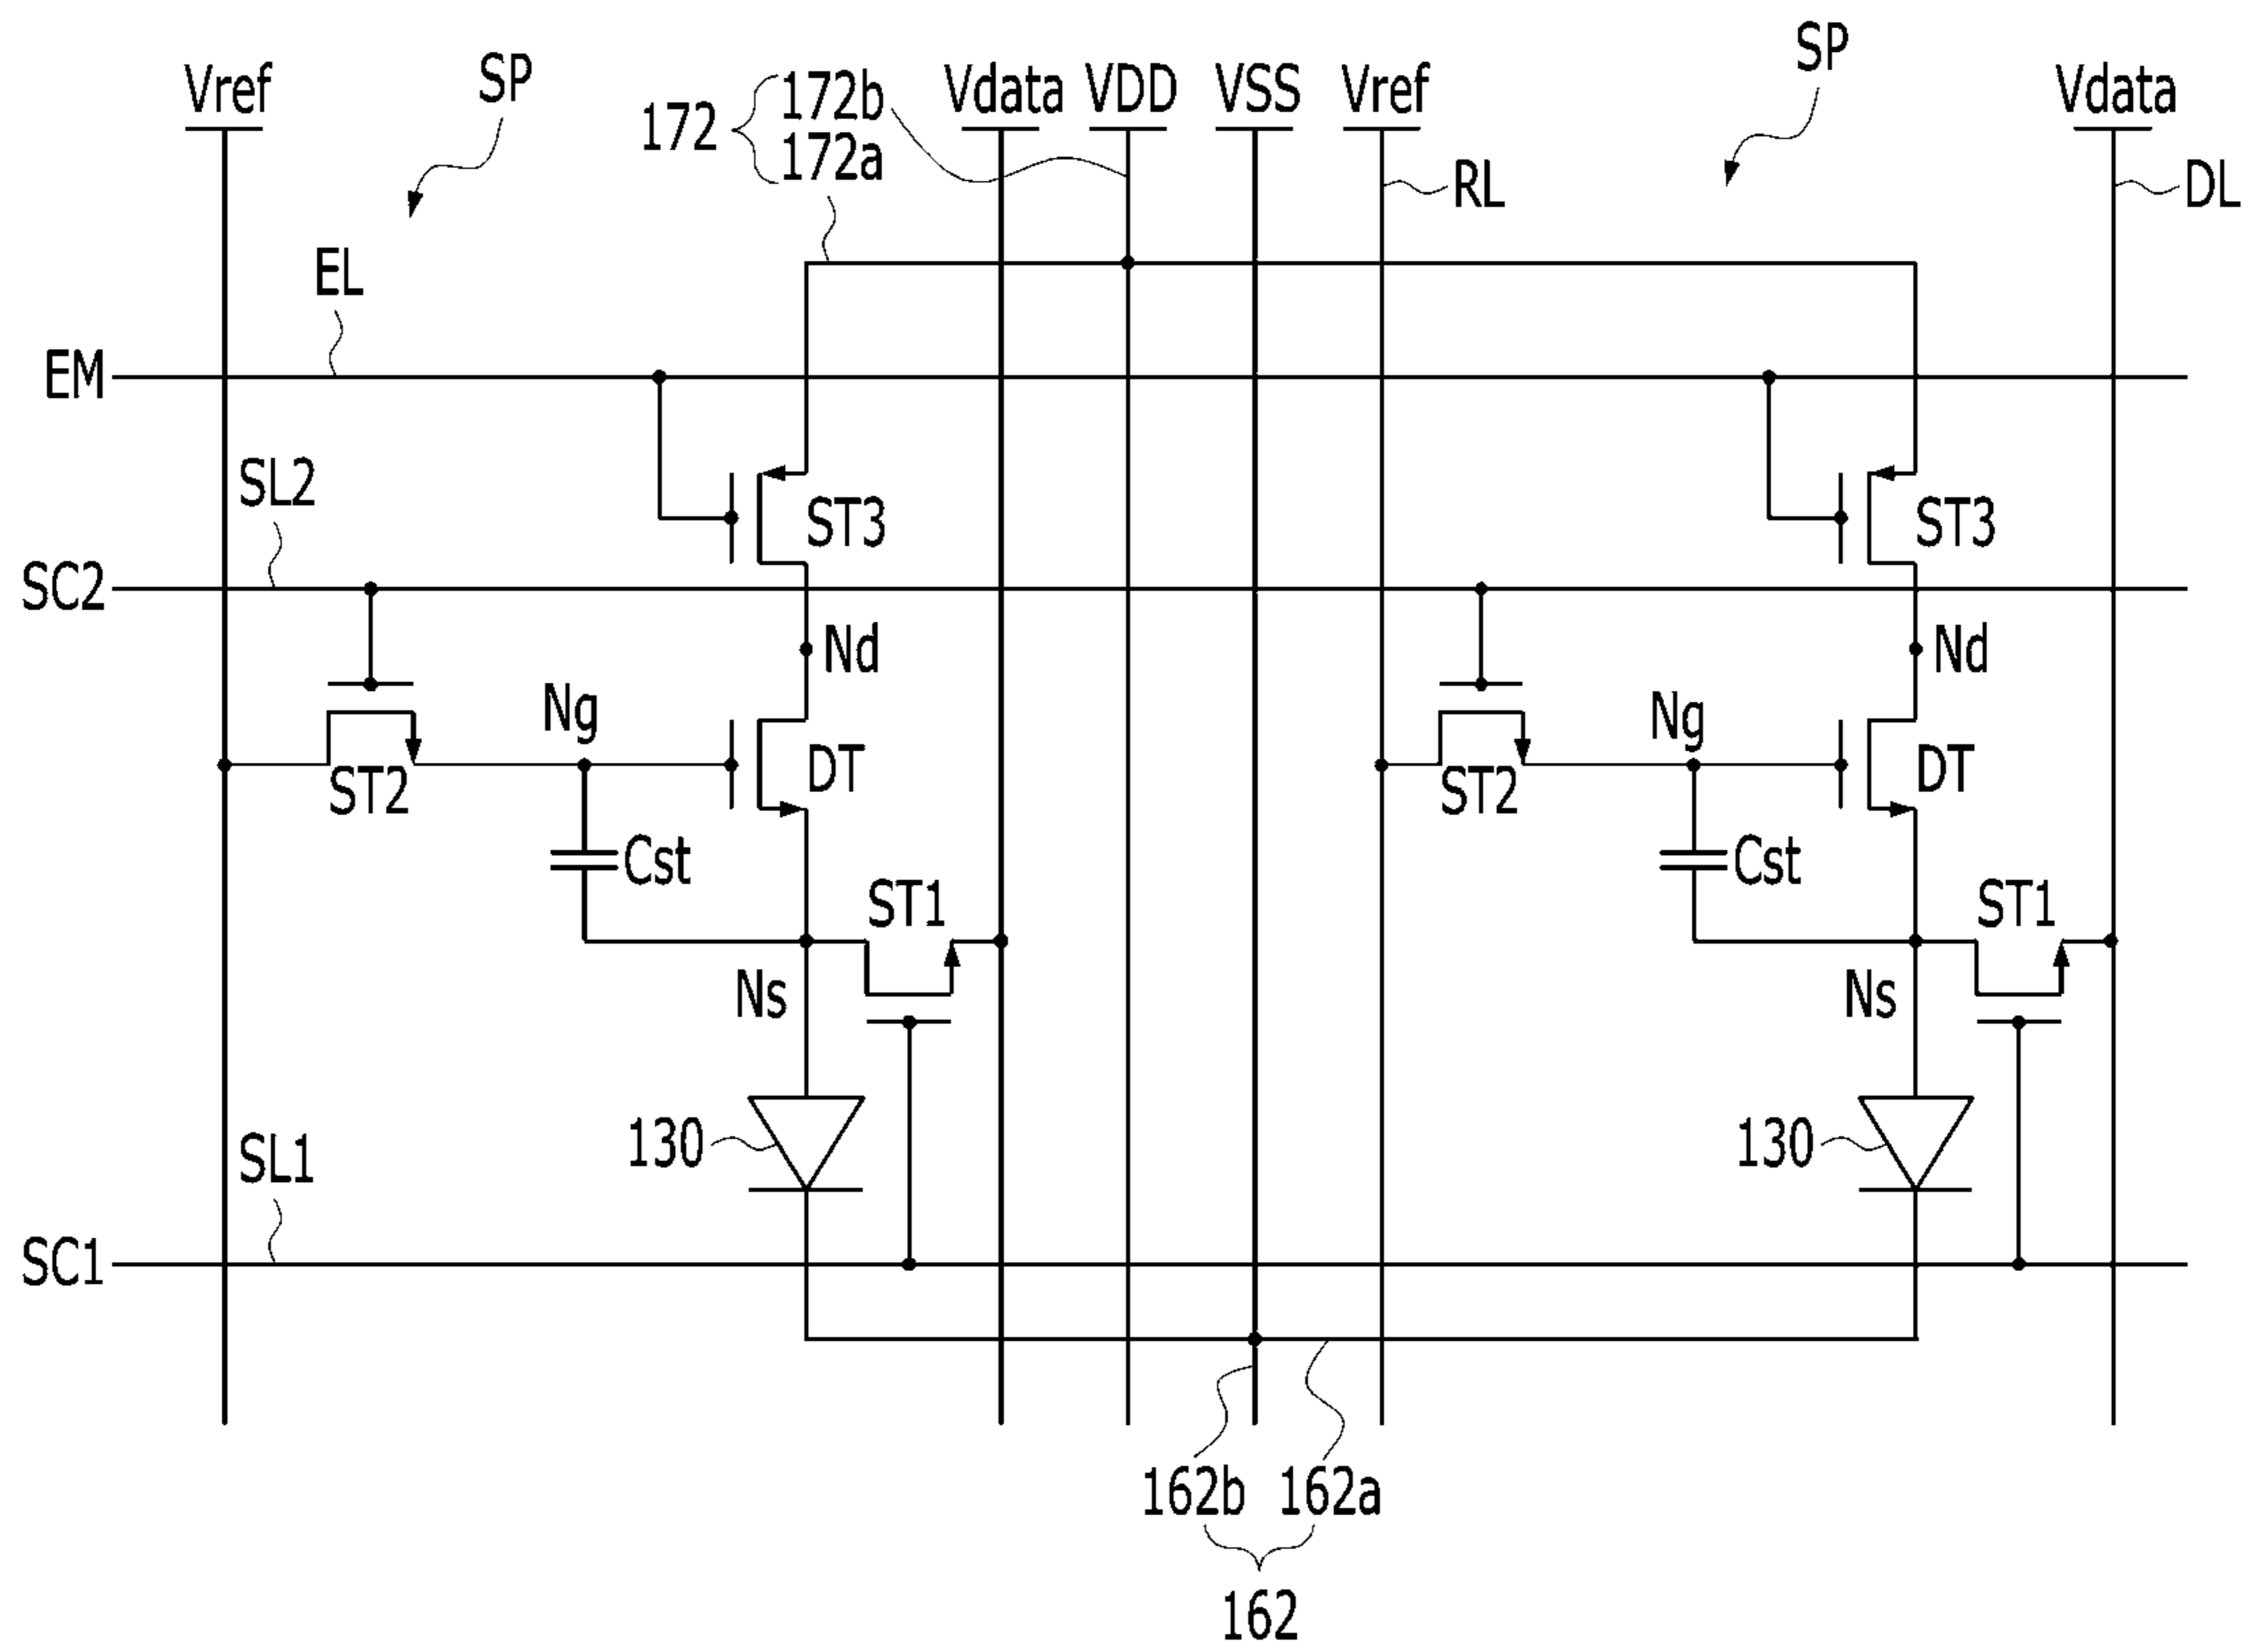 SP
SP
Vref
172
172b
172a
Vdata
VDD
VSS
Vref
Vdata
RL
DL
EL
EM
SL2
ST3
ST3
SC2
Nd
Nd
Ng
Ng
DT
DT
ST2
ST2
Cst
Cst
ST1
ST1
Ns
Ns
130
130
SL1
SC1
162b
162a
162